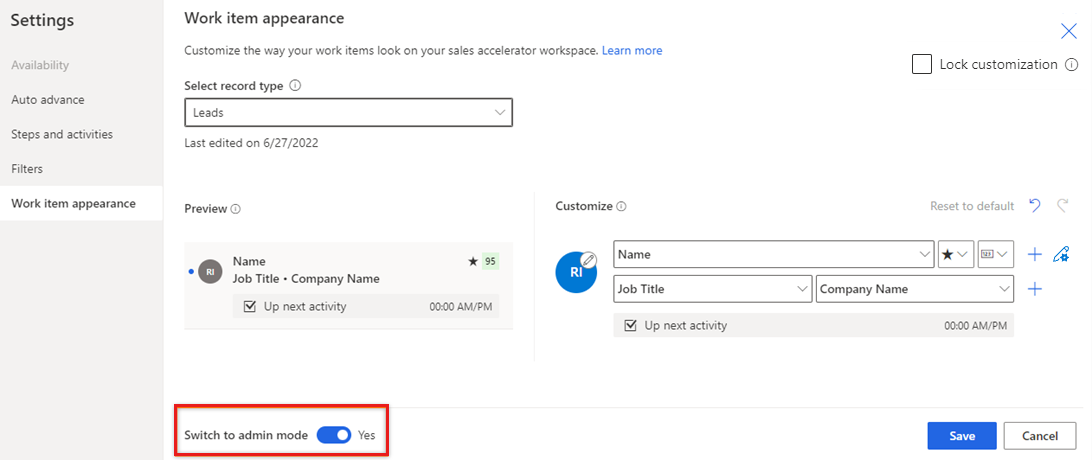 Settings
Availability
Auto advance
Steps and activities
Filters
Work item appearance
Work item appearance
Customize the way your work items look on your sales accelerator workspace. Learn more
Lock customization
Select record type
Leads
Last edited on 6/27/2022
Preview
RI
Name
95
Job Title • Company Name
Up next activity 00:00 AM/PM
Customize
Reset to default
RI
Name
Job Title
Company Name
Up next activity 00:00 AM/PM
Switch to admin mode Yes
Save
Cancel